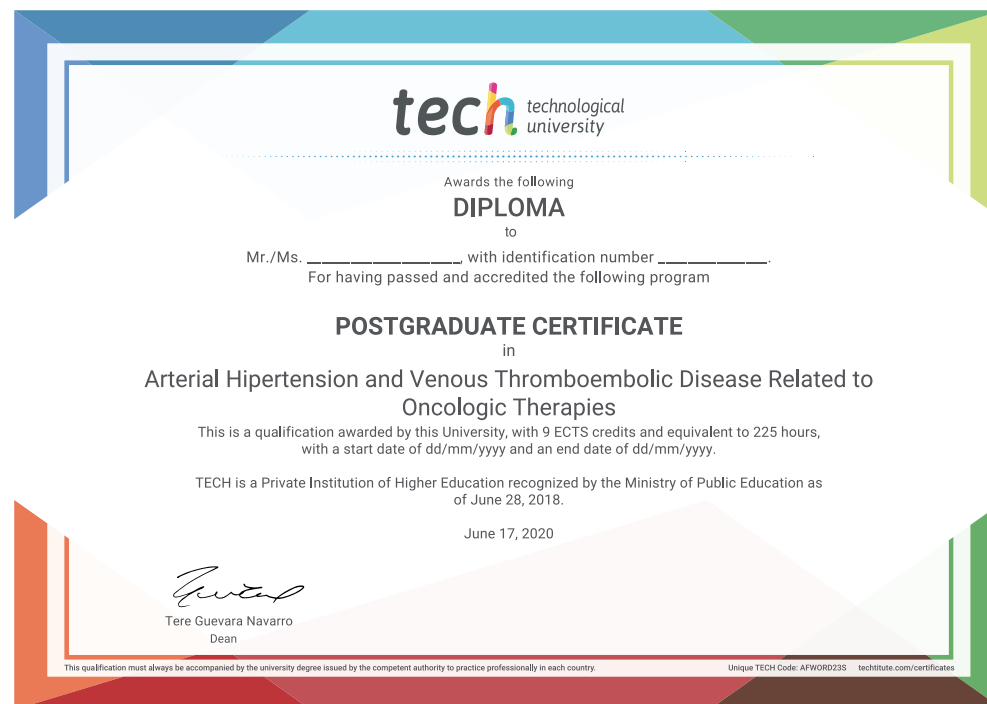 tech technological
university
Awards the following
DIPLOMA
to
Mr./Ms. ____________________, with identification number ______________.
For having passed and accredited the following program
POSTGRADUATE CERTIFICATE
in
Arterial Hipertension and Venous Thromboembolic Disease Related to
Oncologic Therapies
This is a qualification awarded by this University, with 9 ECTS credits and equivalent to 225 hours,
with a start date of dd/mm/yyyy and an end date of dd/mm/yyyy.
TECH is a Private Institution of Higher Education recognized by the Ministry of Public Education as
of June 28, 2018.
June 17, 2020
Tere Guevara Navarro
Dean
This qualification must always be accompanied by the university degree issued by the competent authority to practice professionally in each country.
Unique TECH Code: AFWORD23S techtitute.com/certificates